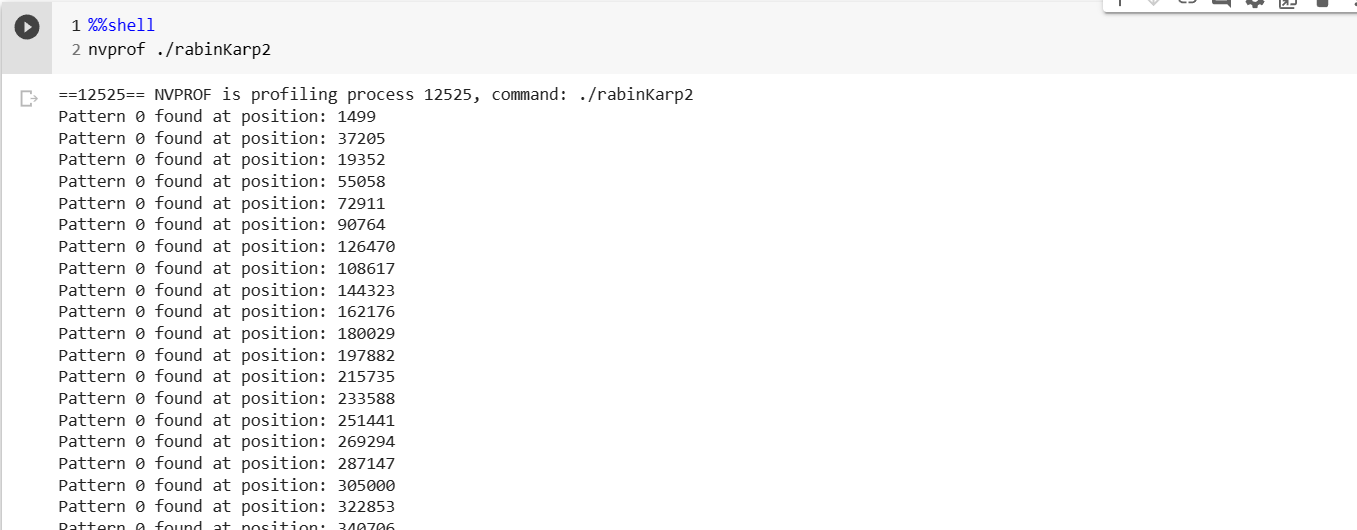 1 %%shell
2 nvprof ./rabinKarp2
==12525== NVPROF is profiling process 12525, command: ./rabinKarp2
Pattern 0 found at position: 1499
Pattern 0 found at position: 37205
Pattern 0 found at position: 19352
Pattern 0 found at position: 55058
Pattern 0 found at position: 72911
Pattern 0 found at position: 90764
Pattern 0 found at position: 126470
Pattern 0 found at position: 108617
Pattern 0 found at position: 144323
Pattern 0 found at position: 162176
Pattern 0 found at position: 180029
Pattern 0 found at position: 197882
Pattern 0 found at position: 215735
Pattern 0 found at position: 233588
Pattern 0 found at position: 251441
Pattern 0 found at position: 269294
Pattern 0 found at position: 287147
Pattern 0 found at position: 305000
Pattern 0 found at position: 322853
Pattern 0 found at position: 340706